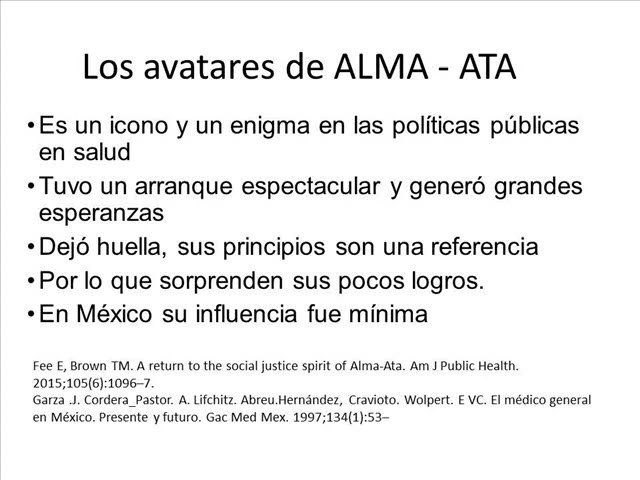 Los avatares de ALMA - ATA
• Es un icono y un enigma en las políticas públicas
en salud
• Tuvo un arranque espectacular y generó grandes
esperanzas
• Dejó huella, sus principios son una referencia
• Por lo que sorprenden sus pocos logros.
• En México su influencia fue mínima
Fee E, Brown TM. A return to the social justice spirit of Alma-Ata. Am J Public Health.
2015;105(6):1096–7.
Garza .J. Cordera_Pastor. A. Lifchitz. Abreu.Hernández, Cravioto. Wolpert. E VC. El médico general
en México. Presente y futuro. Gac Med Mex. 1997;134(1):53–